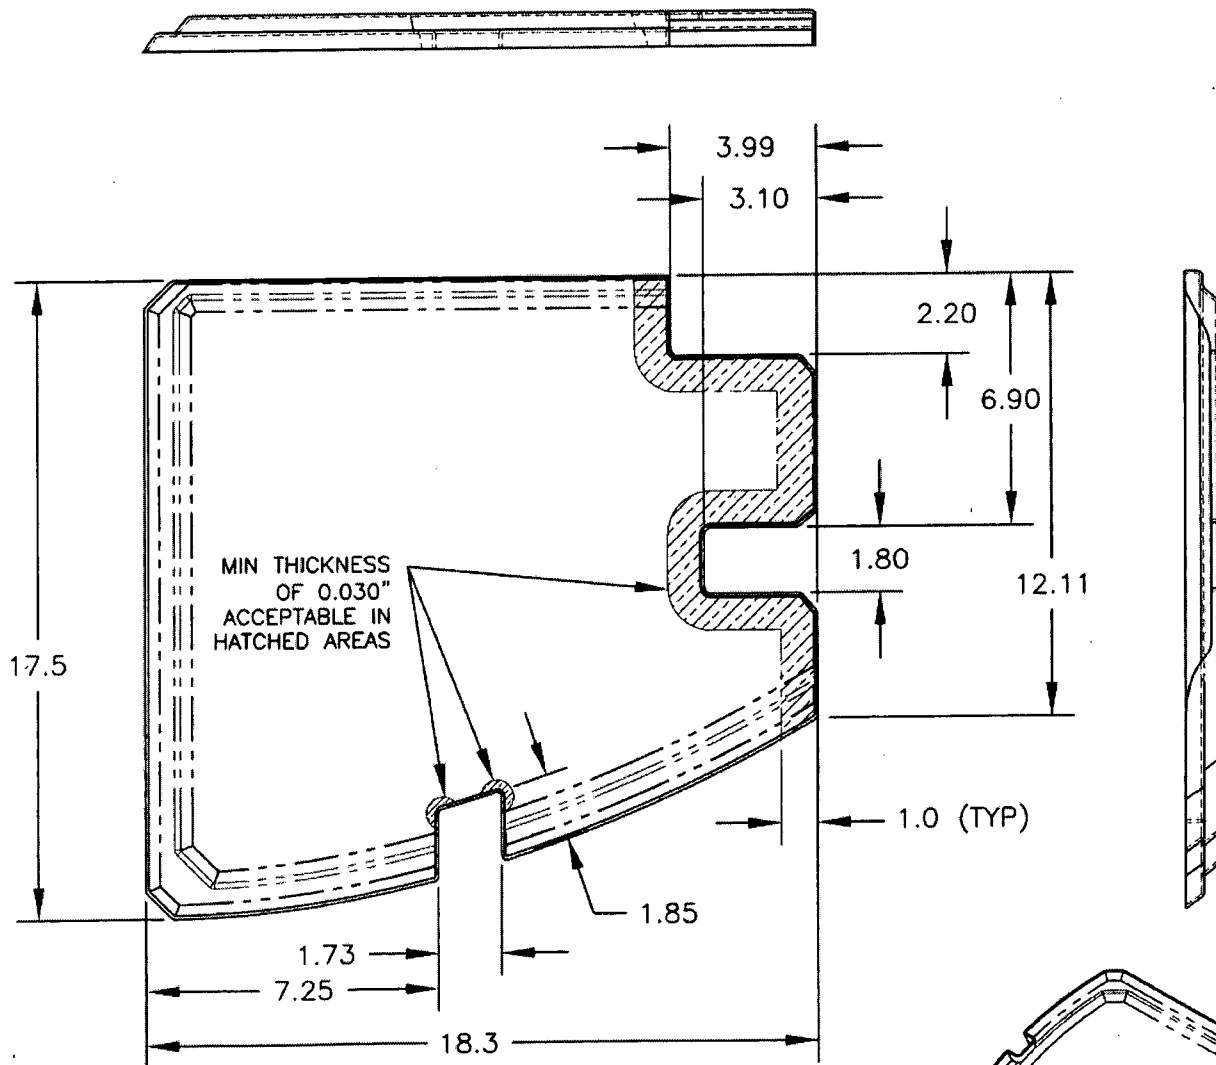 3.99
3.10
2.20
6.90
1.80
12.11
MIN THICKNESS
OF 0.030"
ACCEPTABLE IN
HATCHED AREAS
17.5
1.0 (TYP)
1.85
1.73
7.25
18.3